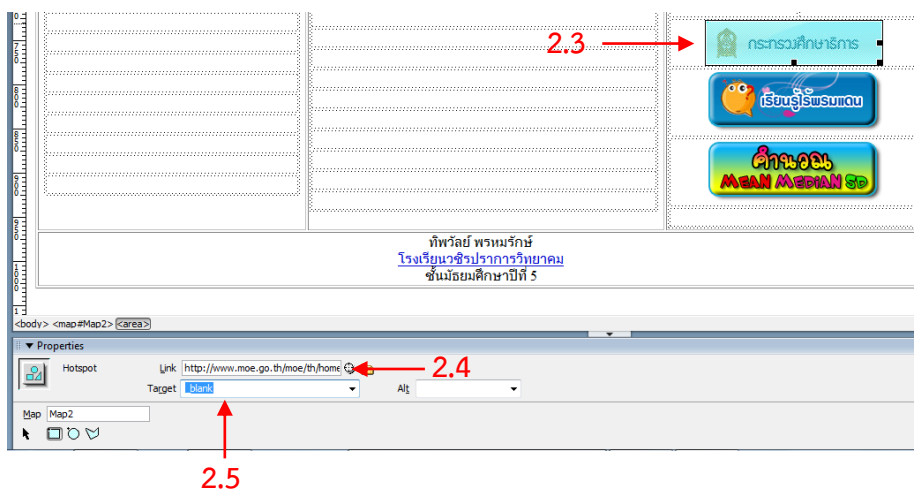 2.3
กระทรวงศึกษาธิการ
เรียนรู้ไร้พรมแดน
คำนวณ
MEAN MEDIAN SD
ทิพวัลย์ พรหมรักษ์
โรงเรียนวชิรปราการวิทยาคม
ชั้นมัธยมศึกษาปีที่ 5
<body> <map#Map2> <area>
Properties
Hotspot
Link http://www.moe.go.th/moe/th/home
2.4
Target _blank
Alt
Map Map2
2.5